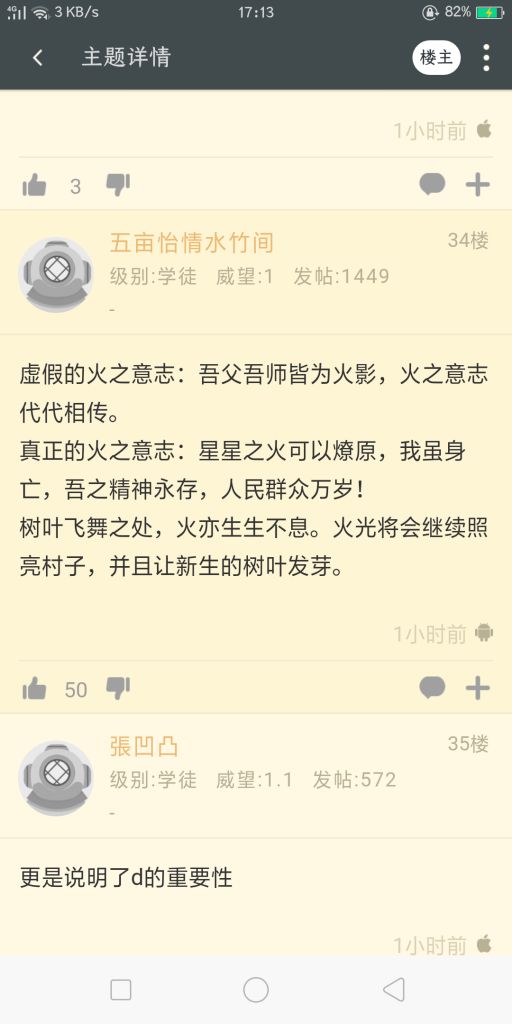 4G 3 KB/s 17:13 82%
主题详情 楼主
1小时前
3
五亩怡情水竹间 34楼
级别:学徒 威望:1 发帖:1449
-
虚假的火之意志：吾父吾师皆为火影，火之意志
代代相传。
真正的火之意志：星星之火可以燎原，我虽身
亡，吾之精神永存，人民群众万岁！
树叶飞舞之处，火亦生生不息。火光将会继续照
亮村子，并且让新生的树叶发芽。
1小时前
50
張凹凸 35楼
级别:学徒 威望:1.1 发帖:572
-
更是说明了d的重要性
1小时前